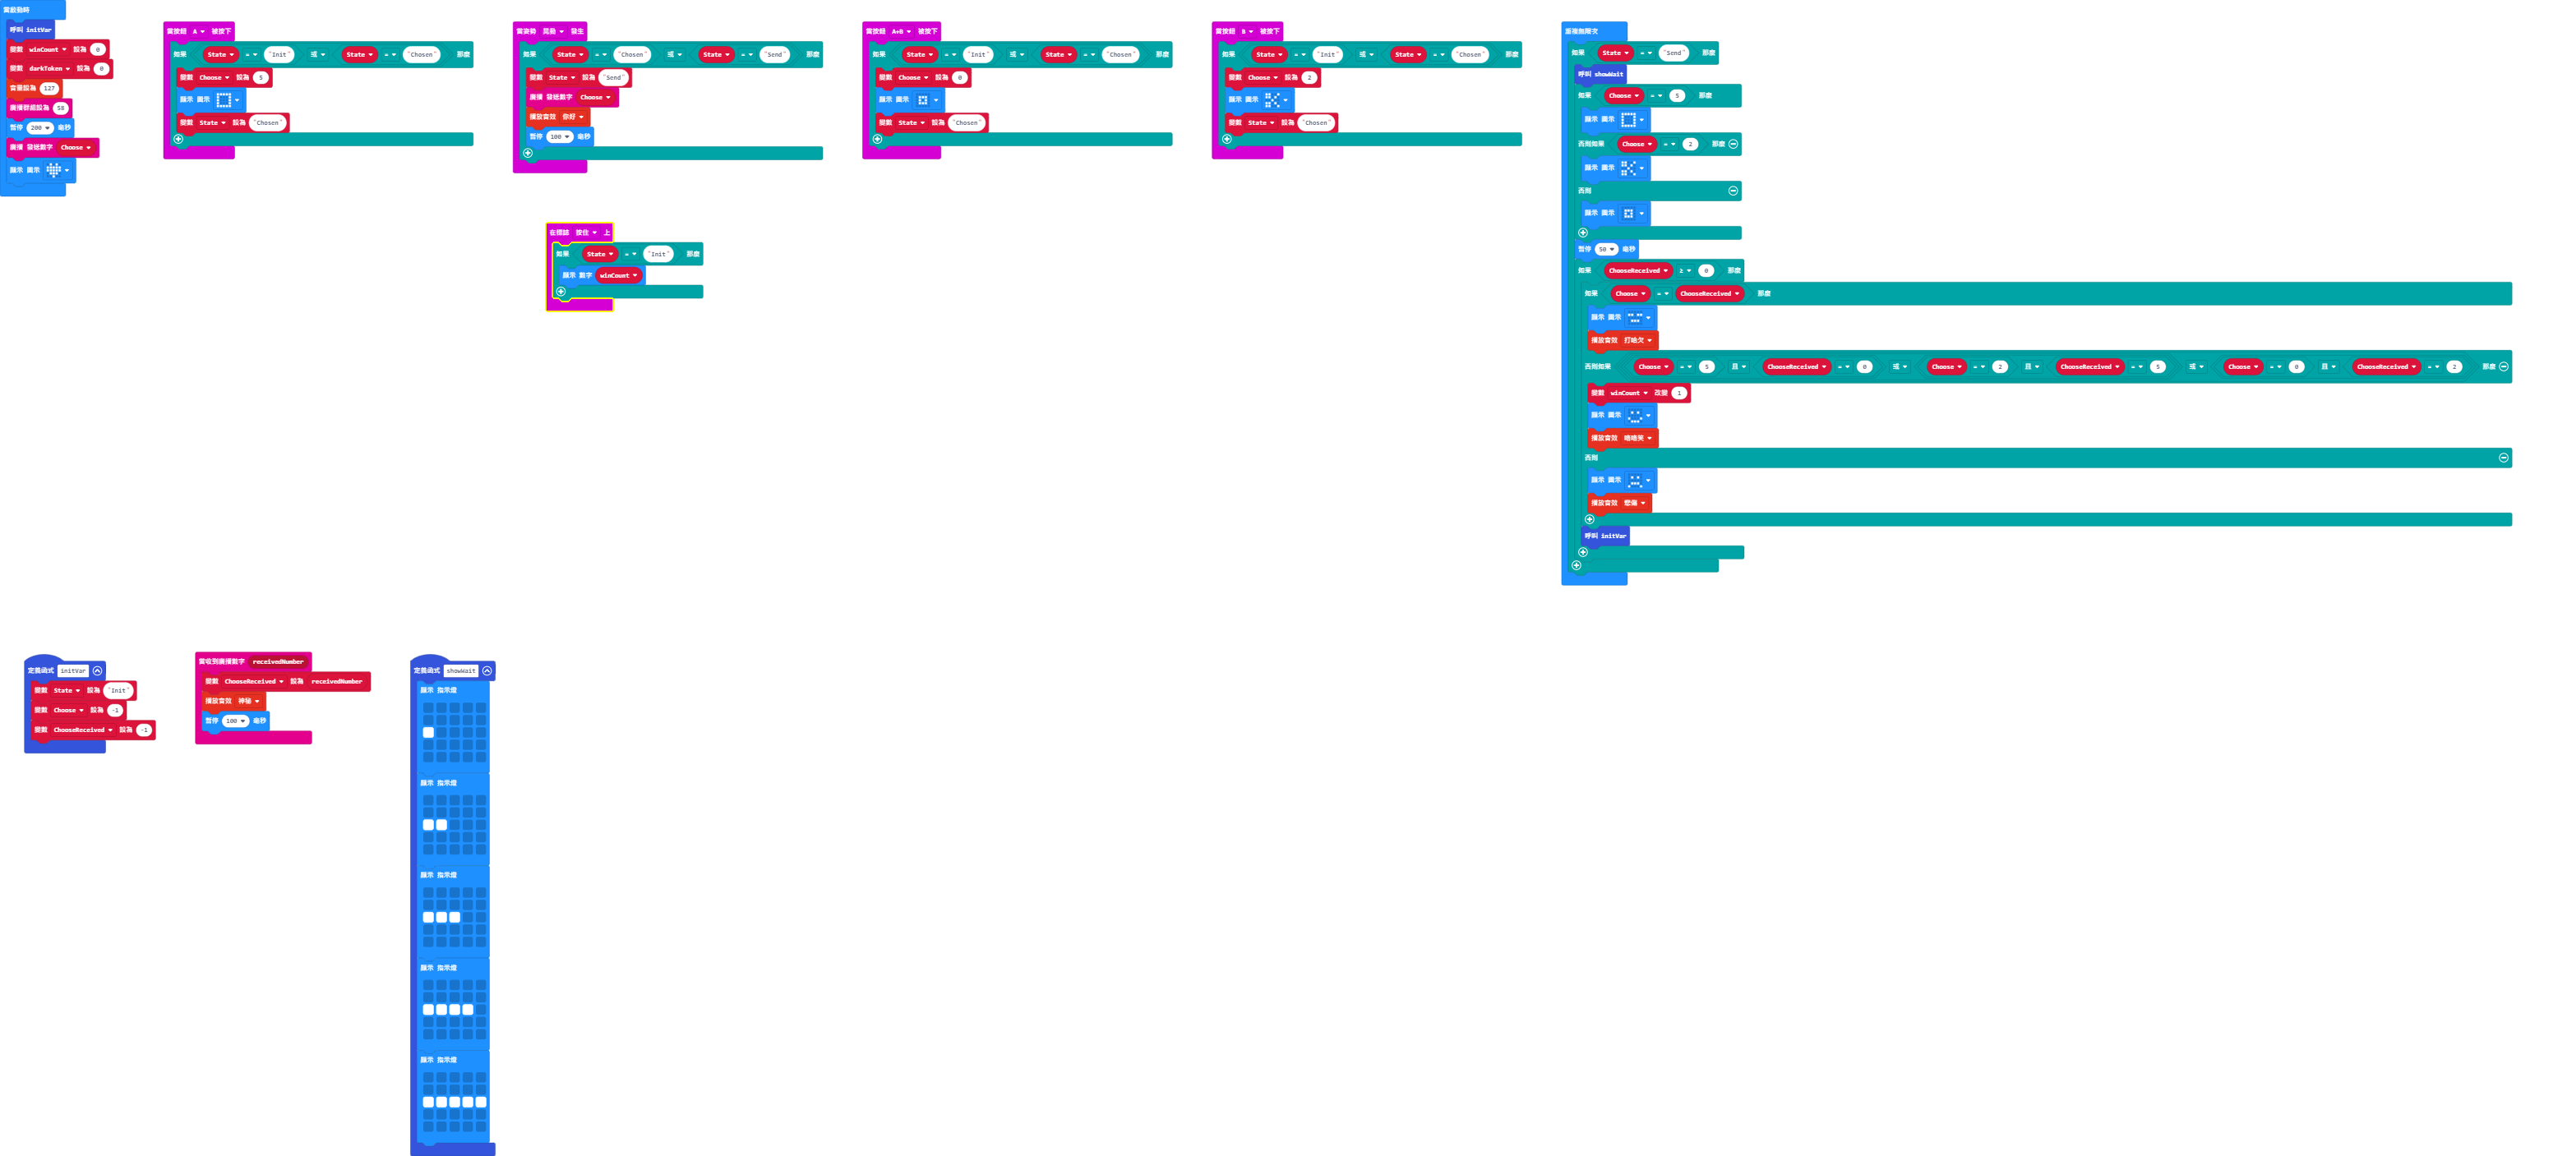 當啟動時
呼叫 initVar
變數 winCount 設為 0
變數 darkToken 設為 0
音量設為 127
廣播群組設為 58
暫停 200 毫秒
廣播 發送數字 Choose
顯示 圖示
當按鈕 A 被按下
如果 State = "Init" 或 State = "Chosen" 那麼
變數 Choose 設為 5
顯示 圖示
變數 State 設為 "Chosen"
當姿勢 晃動 發生
如果 State = "Chosen" 或 State = "Send" 那麼
變數 State 設為 "Send"
廣播 發送數字 Choose
播放音效 你好
暫停 100 毫秒
當按鈕 A+B 被按下
如果 State = "Init" 或 State = "Chosen" 那麼
變數 Choose 設為 0
顯示 圖示
變數 State 設為 "Chosen"
當按鈕 B 被按下
如果 State = "Init" 或 State = "Chosen" 那麼
變數 Choose 設為 2
顯示 圖示
變數 State 設為 "Chosen"
在標誌 按住 上
如果 State = "Init" 那麼
顯示 數字 winCount
重複無限次
如果 State = "Send" 那麼
呼叫 showWait
如果 Choose = 5 那麼
顯示 圖示
否則如果 Choose = 2 那麼
顯示 圖示
否則
顯示 圖示
暫停 50 毫秒
如果 ChooseReceived ≥ 0 那麼
如果 Choose = ChooseReceived 那麼
顯示 圖示
播放音效 打哈欠
否則如果 Choose = 5 且 ChooseReceived = 0 或 Choose = 2 且 ChooseReceived = 5 或 Choose = 0 且 ChooseReceived = 2 那麼
變數 winCount 改變 1
顯示 圖示
播放音效 咯咯笑
否則
顯示 圖示
播放音效 悲傷
呼叫 initVar
定義函式 initVar
變數 State 設為 "Init"
變數 Choose 設為 -1
變數 ChooseReceived 設為 -1
當收到廣播數字 receivedNumber
變數 ChooseReceived 設為 receivedNumber
播放音效 神秘
暫停 100 毫秒
定義函式 showWait
顯示 指示燈
顯示 指示燈
顯示 指示燈
顯示 指示燈
顯示 指示燈